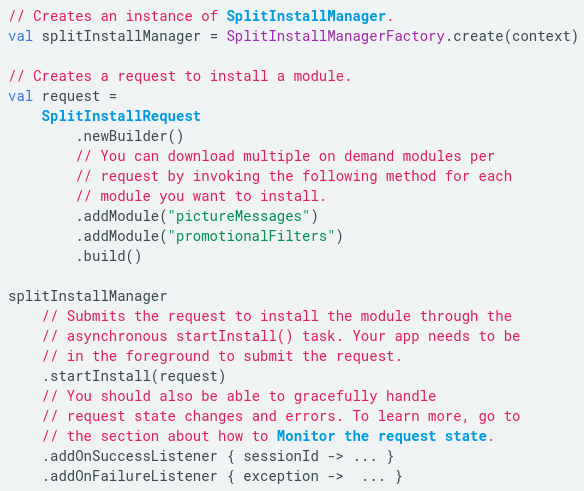 // Creates an instance of SplitInstallManager.
val splitInstallManager = SplitInstallManagerFactory.create(context)

// Creates a request to install a module.
val request =
    SplitInstallRequest
        .newBuilder()
        // You can download multiple on demand modules per
        // request by invoking the following method for each
        // module you want to install.
        .addModule("pictureMessages")
        .addModule("promotionalFilters")
        .build()

splitInstallManager
    // Submits the request to install the module through the
    // asynchronous startInstall() task. Your app needs to be
    // in the foreground to submit the request.
    .startInstall(request)
    // You should also be able to gracefully handle
    // request state changes and errors. To learn more, go to
    // the section about how to Monitor the request state.
    .addOnSuccessListener { sessionId -> ... }
    .addOnFailureListener { exception ->  ... }